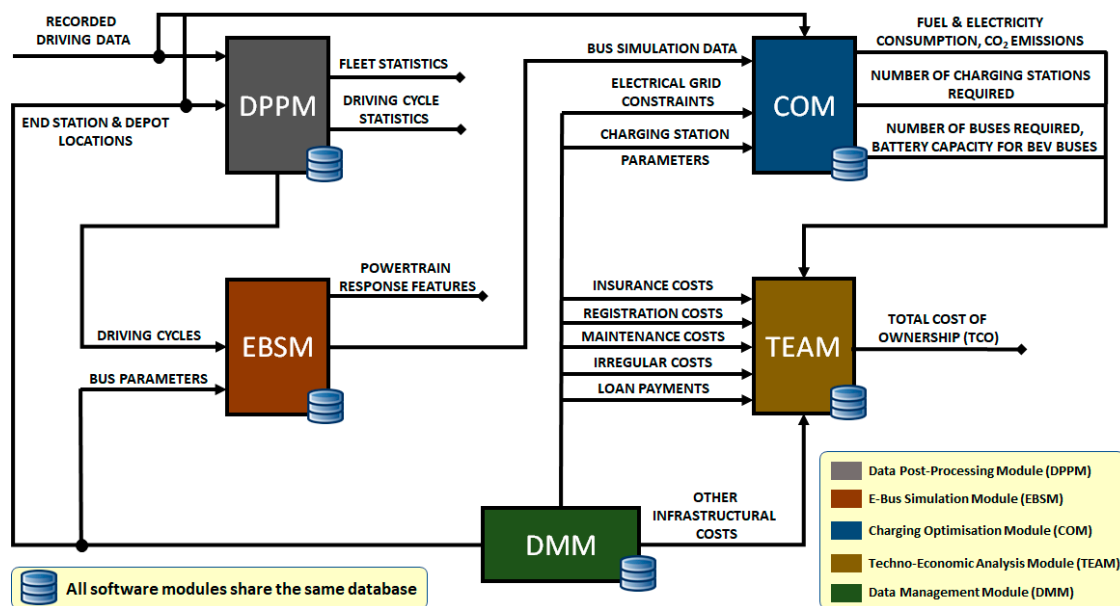 RECORDED
DRIVING DATA
FLEET STATISTICS
DPPM
DRIVING CYCLE
STATISTICS
END STATION & DEPOT
LOCATIONS
BUS SIMULATION DATA
ELECTRICAL GRID
CONSTRAINTS
CHARGING STATION
PARAMETERS
COM
FUEL & ELECTRICITY
CONSUMPTION, CO₂ EMISSIONS
NUMBER OF CHARGING STATIONS
REQUIRED
NUMBER OF BUSES REQUIRED,
BATTERY CAPACITY FOR BEV BUSES
POWERTRAIN
RESPONSE FEATURES
DRIVING CYCLES
EBSM
BUS PARAMETERS
INSURANCE COSTS
REGISTRATION COSTS
MAINTENANCE COSTS
IRREGULAR COSTS
LOAN PAYMENTS
TEAM
TOTAL COST OF
OWNERSHIP (TCO)
DMM
OTHER
INFRASTRUCTURAL
COSTS
Data Post-Processing Module (DPPM)
E-Bus Simulation Module (EBSM)
Charging Optimisation Module (COM)
Techno-Economic Analysis Module (TEAM)
Data Management Module (DMM)
All software modules share the same database